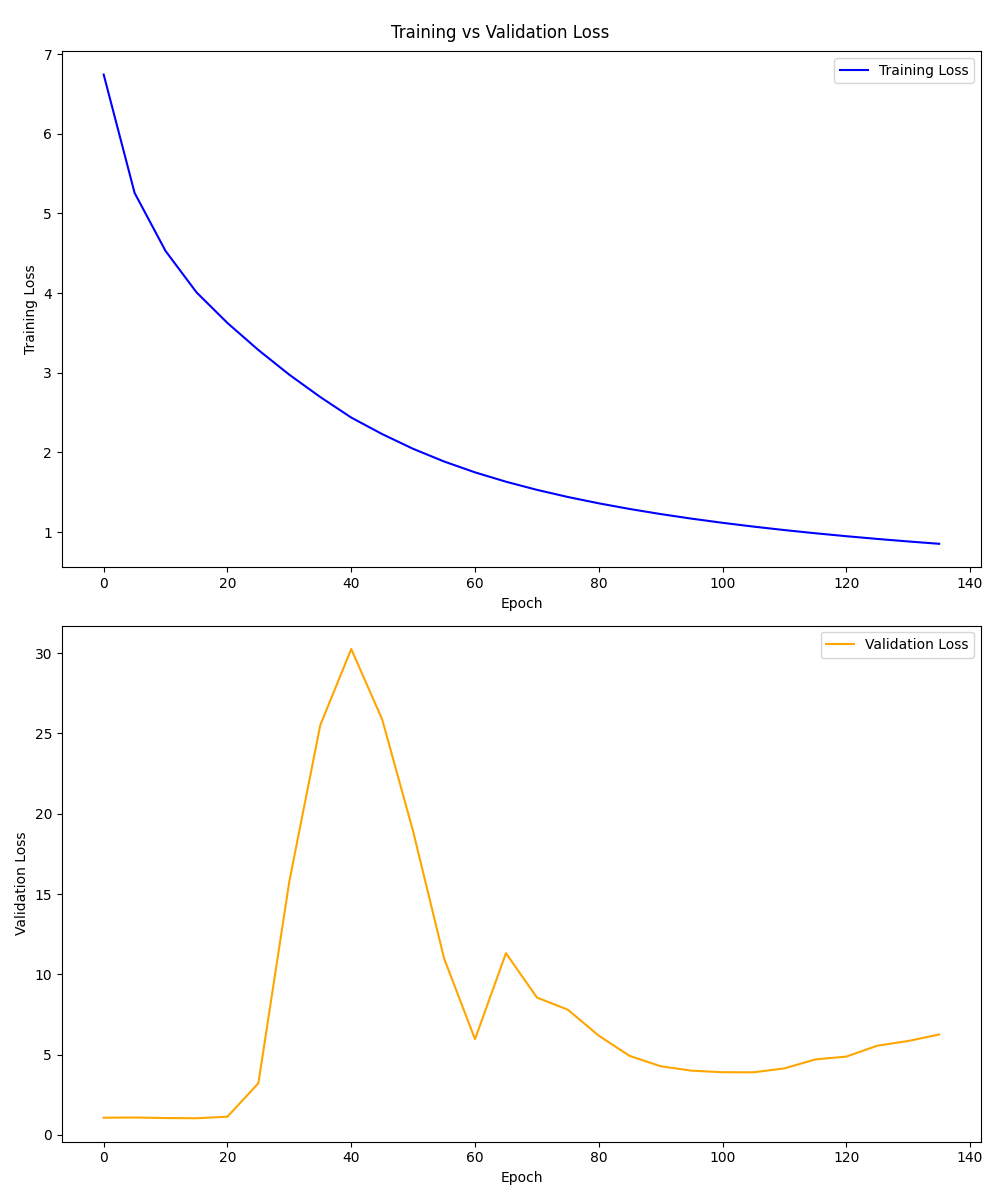 Training vs Validation Loss
Training Loss
7
6
5
4
3
2
1
Training Loss
0 20 40 60 80 100 120 140
Epoch
Validation Loss
30
25
20
15
10
5
0
Validation Loss
0 20 40 60 80 100 120 140
Epoch